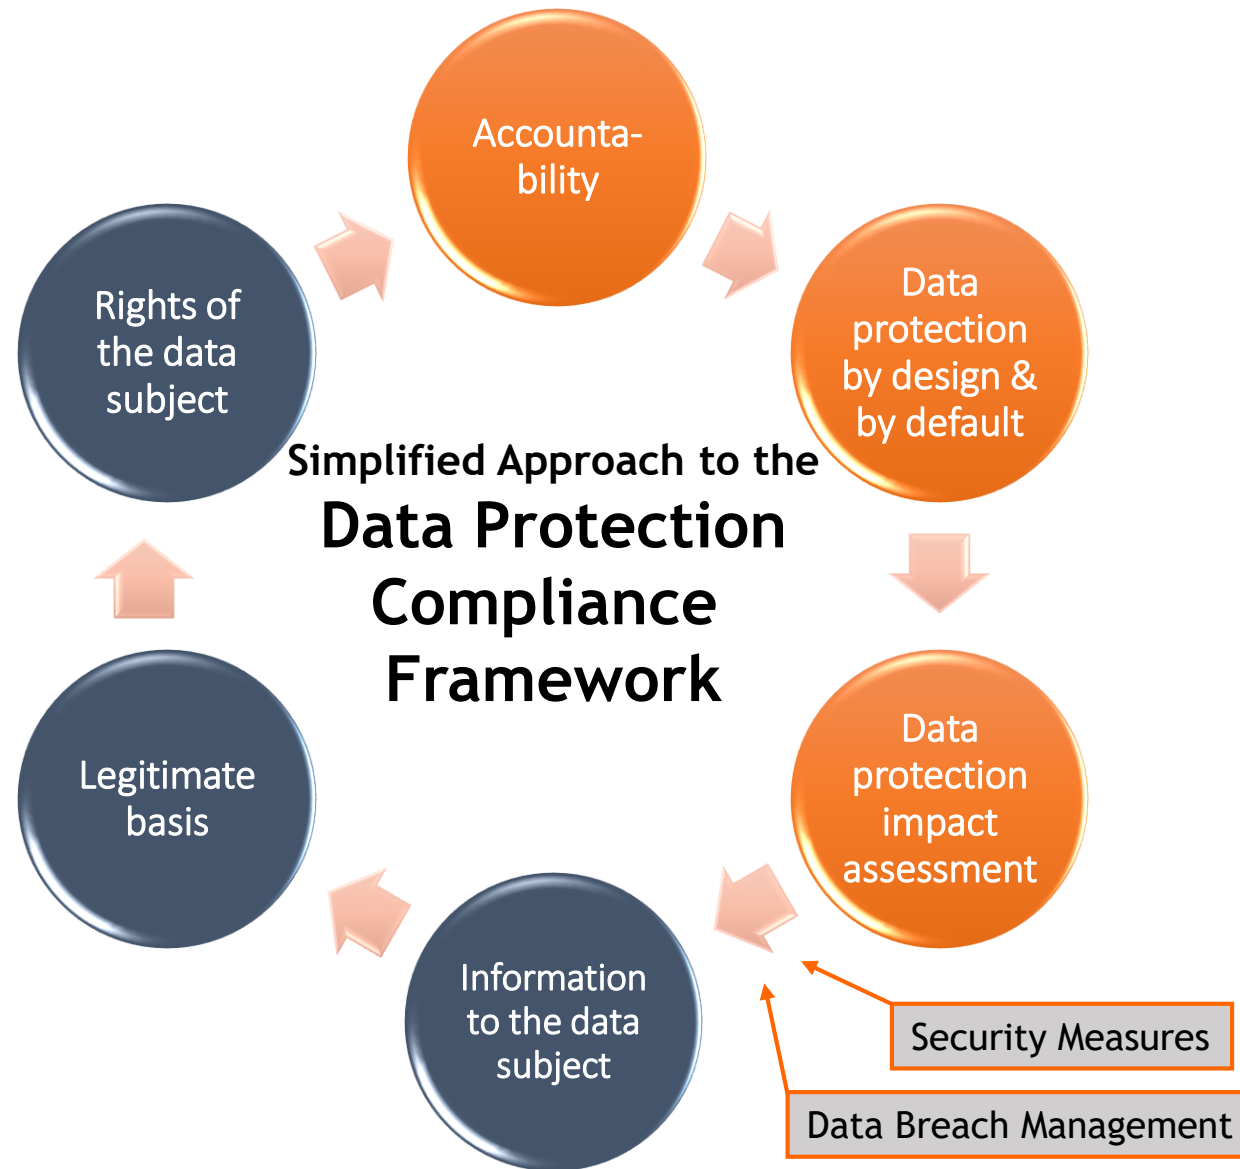 Accounta-
bility
Data
protection
by design &
by default
Data
protection
impact
assessment
Information
to the data
subject
Legitimate
basis
Rights of
the data
subject
Simplified Approach to the
Data Protection
Compliance
Framework
Security Measures
Data Breach Management